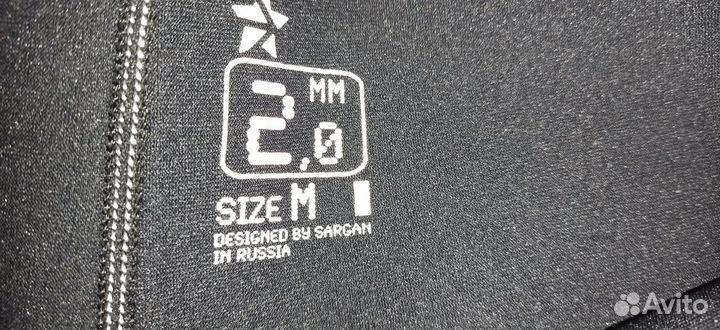 MM
2,0
SIZE M
DESIGNED BY SARGAN
IN RUSSIA
Avito